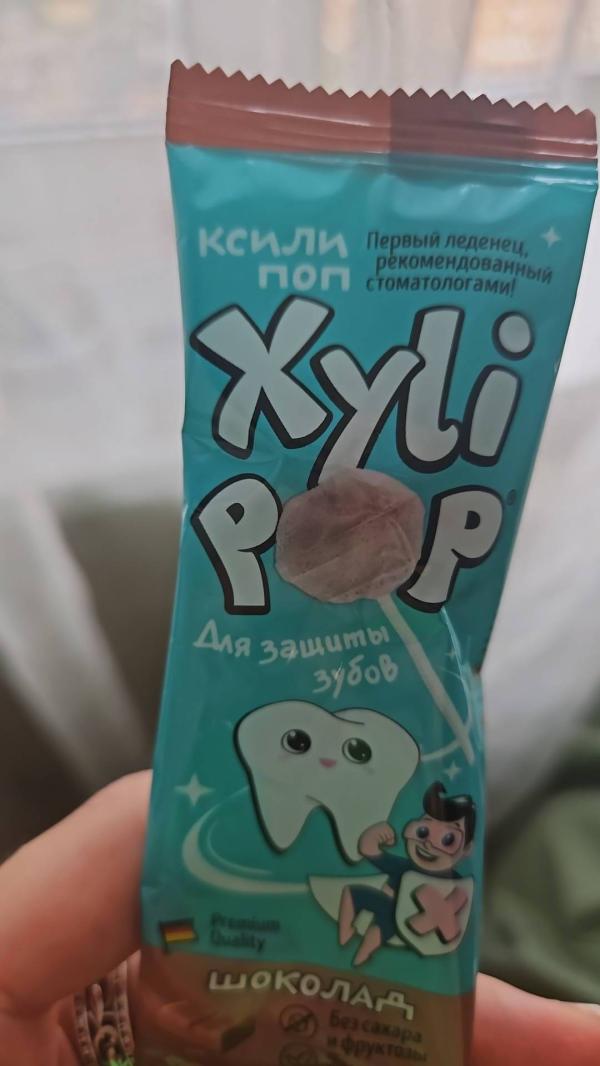 ксили
поп
Первый леденец,
рекомендованный
стоматологами!
Xyli
POP®
Для защиты
зубов
Premium
Quality
шоколад
Без сахара
и фруктозы